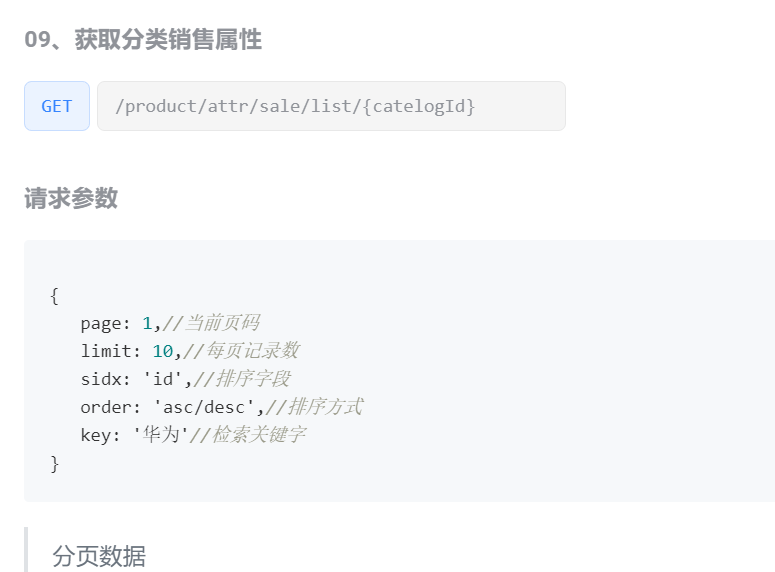 09、获取分类销售属性
GET /product/attr/sale/list/{catelogId}
请求参数
{
page: 1,//当前页码
limit: 10,//每页记录数
sidx: 'id',//排序字段
order: 'asc/desc',//排序方式
key: '华为'//检索关键字
}
分页数据